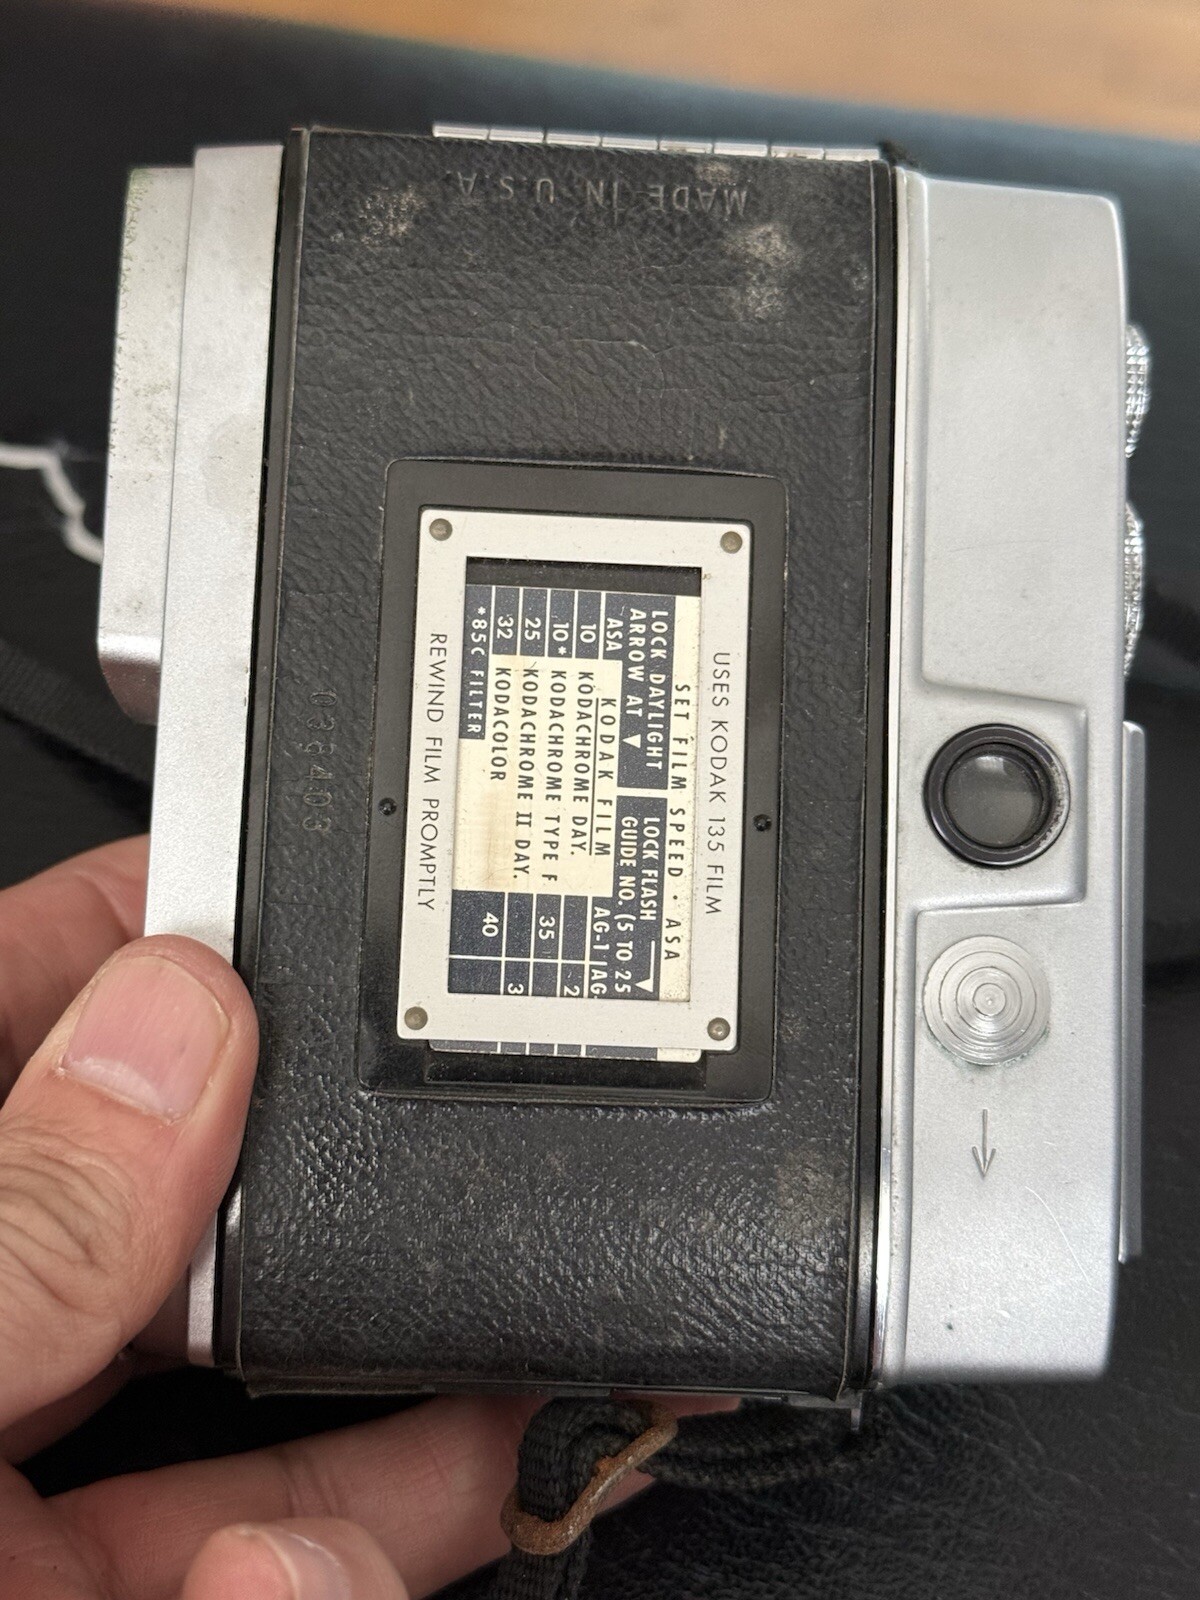 MADE IN U.S.A.
USES KODAK 135 FILM
SET FILM SPEED · ASA
LOCK DAYLIGHT
ARROW AT ▼
LOCK FLASH
GUIDE NO. (5 TO 25
ASA
KODAK FILM
AG-1 AG-
10 KODACHROME DAY. 2
10* KODACHROME TYPE F 35
25 KODACHROME II DAY. 3
32 KODACOLOR 40
*85C FILTER
REWIND FILM PROMPTLY